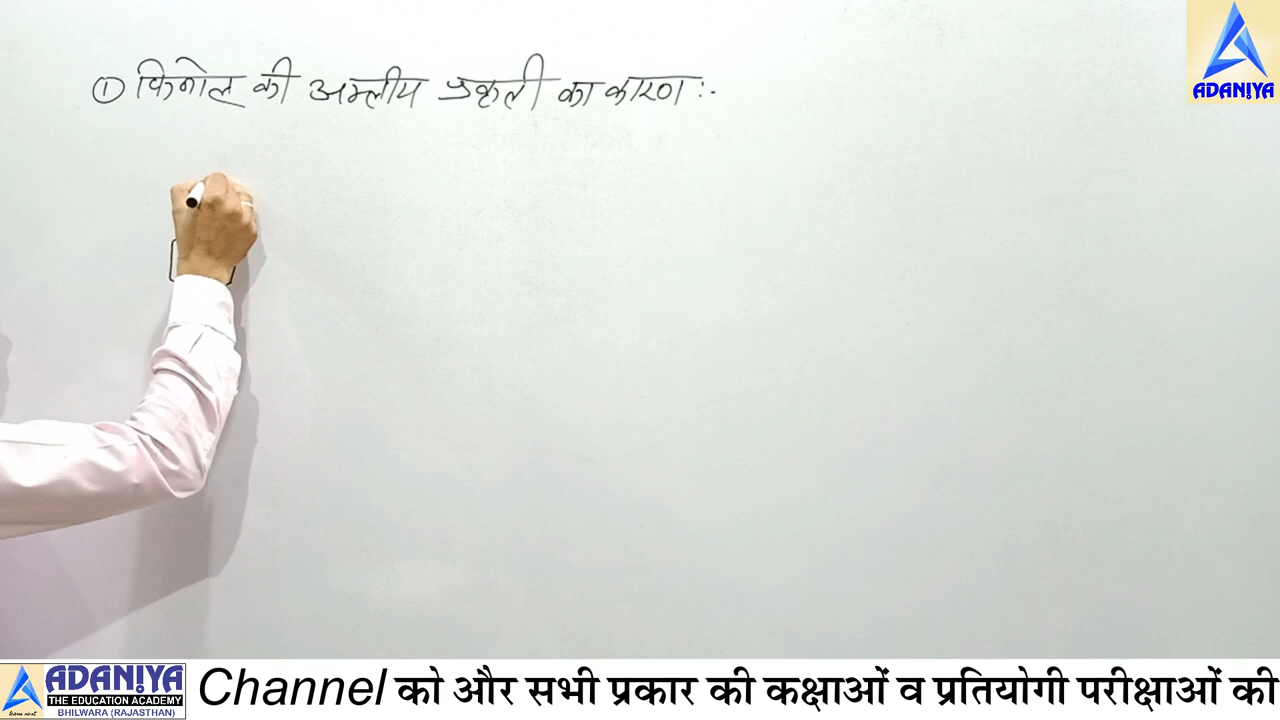 ① फिनोल की अम्लीय प्रकृती का कारण :-
ADANIYA
ADANIYA
THE EDUCATION ACADEMY
BHILWARA (RAJASTHAN)
Channel को और सभी प्रकार की कक्षाओं व प्रतियोगी परीक्षाओं की